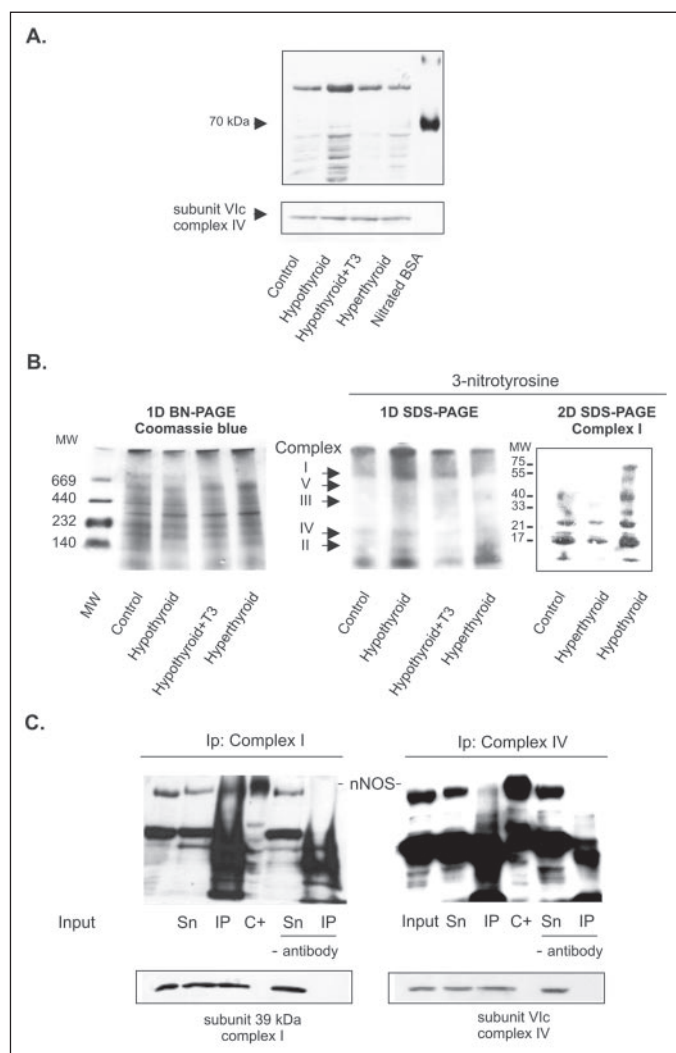 A.
70 kDa
subunit VIc
complex IV
Control
Hypothyroid
Hypothyroid+T3
Hyperthyroid
Nitrated BSA
B.
3-nitrotyrosine
1D BN-PAGE
Coomassie blue
1D SDS-PAGE
2D SDS-PAGE
Complex I
MW
669
440
232
140
Complex
I
V
III
IV
II
MW
75
55
40
33
21
17
MW
Control
Hypothyroid
Hypothyroid+T3
Hyperthyroid
Control
Hypothyroid
Hypothyroid+T3
Hyperthyroid
Control
Hyperthyroid
Hypothyroid
C.
Ip: Complex I
Ip: Complex IV
- nNOS-
Input Sn IP C+ Sn IP
- antibody
Input Sn IP C+ Sn IP
- antibody
subunit 39 kDa
complex I
subunit VIc
complex IV